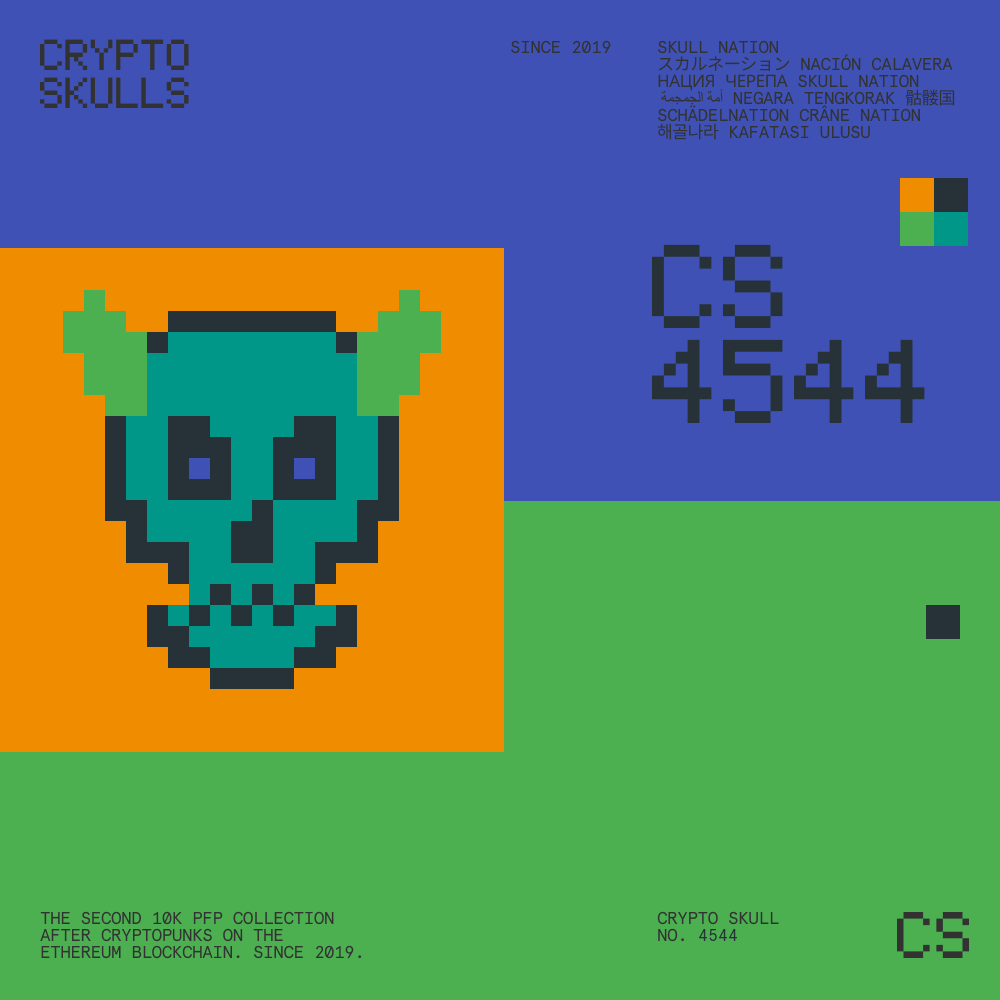 CRYPTO
SKULLS
SINCE 2019
SKULL NATION
スカルネーション NACIÓN CALAVERA
НАЦИЯ ЧЕРЕПА SKULL NATION
أمة الجمجمة NEGARA TENGKORAK 骷髅国
SCHÄDELNATION CRÂNE NATION
해골나라 KAFATASI ULUSU
CS
4544
THE SECOND 10K PFP COLLECTION
AFTER CRYPTOPUNKS ON THE
ETHEREUM BLOCKCHAIN. SINCE 2019.
CRYPTO SKULL
NO. 4544
CS